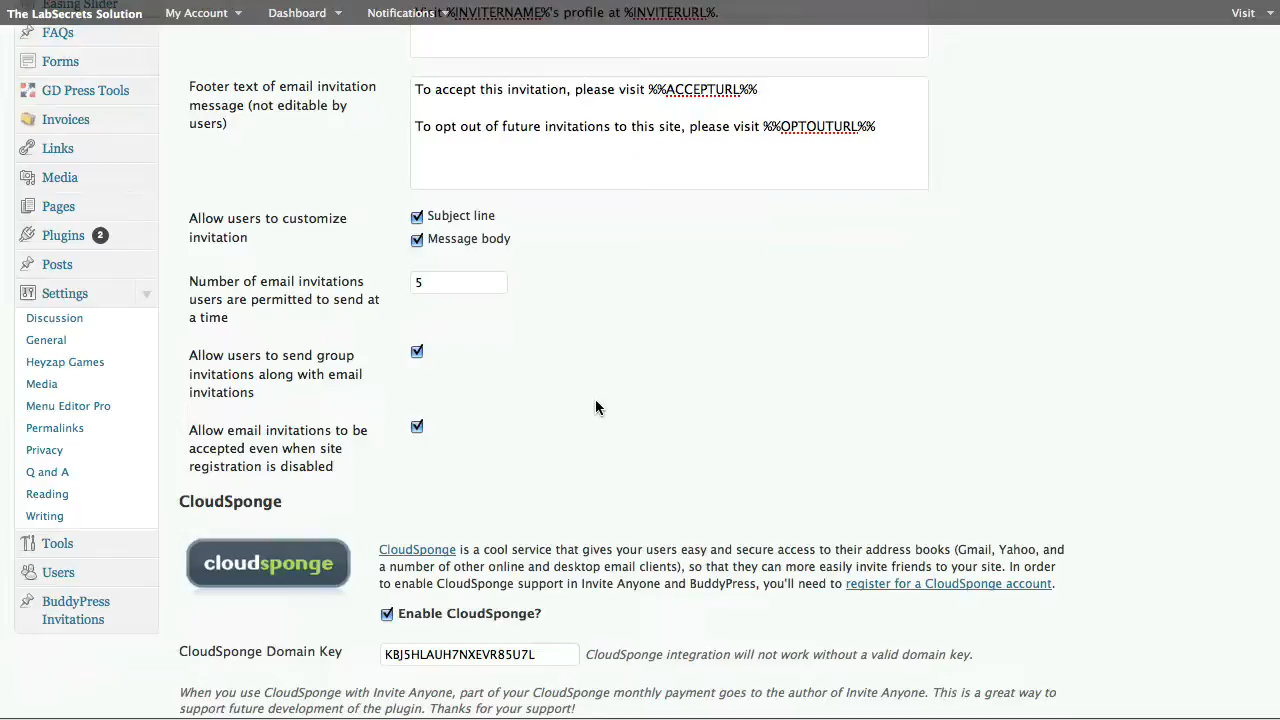 The LabSecrets Solution My Account Dashboard Notifications Visit
Easing Slider
FAQs
Forms
GD Press Tools
Invoices
Links
Media
Pages
Plugins 2
Posts
Settings
Discussion
General
Heyzap Games
Media
Menu Editor Pro
Permalinks
Privacy
Q and A
Reading
Writing
Tools
Users
BuddyPress
Invitations
Visit %INVITERNAME%'s profile at %INVITERURL%.
Footer text of email invitation
message (not editable by
users)
To accept this invitation, please visit %%ACCEPTURL%%
To opt out of future invitations to this site, please visit %%OPTOUTURL%%
Allow users to customize
invitation
Subject line
Message body
Number of email invitations
users are permitted to send at
a time
5
Allow users to send group
invitations along with email
invitations
Allow email invitations to be
accepted even when site
registration is disabled
CloudSponge
cloudsponge
CloudSponge is a cool service that gives your users easy and secure access to their address books (Gmail, Yahoo, and
a number of other online and desktop email clients), so that they can more easily invite friends to your site. In order
to enable CloudSponge support in Invite Anyone and BuddyPress, you'll need to register for a CloudSponge account.
Enable CloudSponge?
CloudSponge Domain Key KBJ5HLAUH7NXEVR85U7L CloudSponge integration will not work without a valid domain key.
When you use CloudSponge with Invite Anyone, part of your CloudSponge monthly payment goes to the author of Invite Anyone. This is a great way to
support future development of the plugin. Thanks for your support!